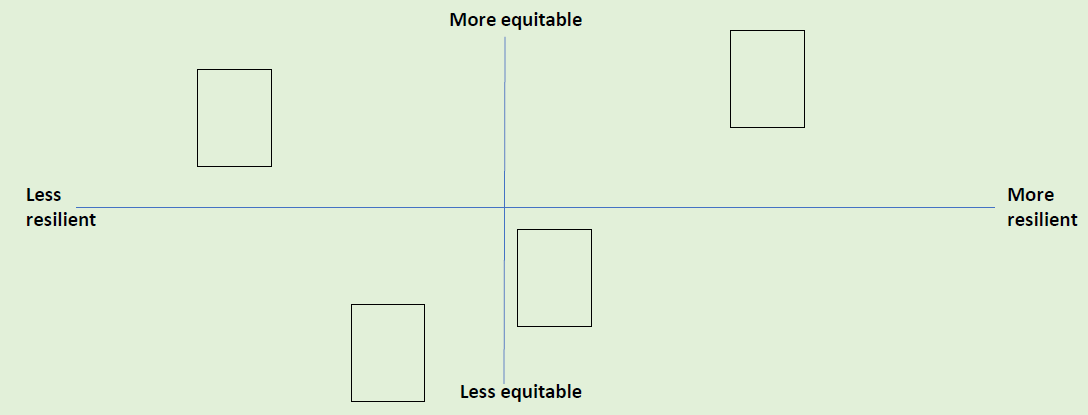 More equitable
Less
resilient
More
resilient
Less equitable